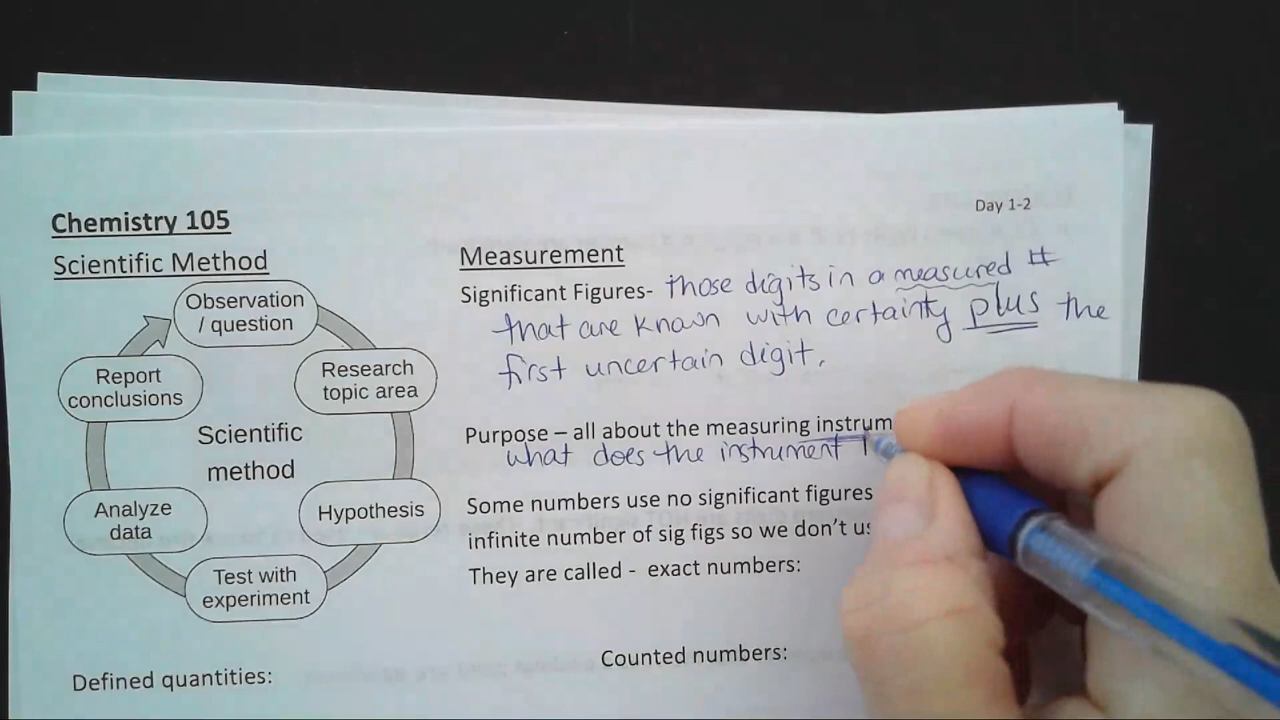 Day 1-2
Chemistry 105
Scientific Method
Observation
/ question
Research
topic area
Hypothesis
Test with
experiment
Analyze
data
Report
conclusions
Scientific
method
Measurement
Significant Figures- those digits in a measured #
that are known with certainty plus the
first uncertain digit.
Purpose – all about the measuring instrum
what does the instrument
Some numbers use no significant figures
infinite number of sig figs so we don't us
They are called - exact numbers:
Defined quantities:
Counted numbers: